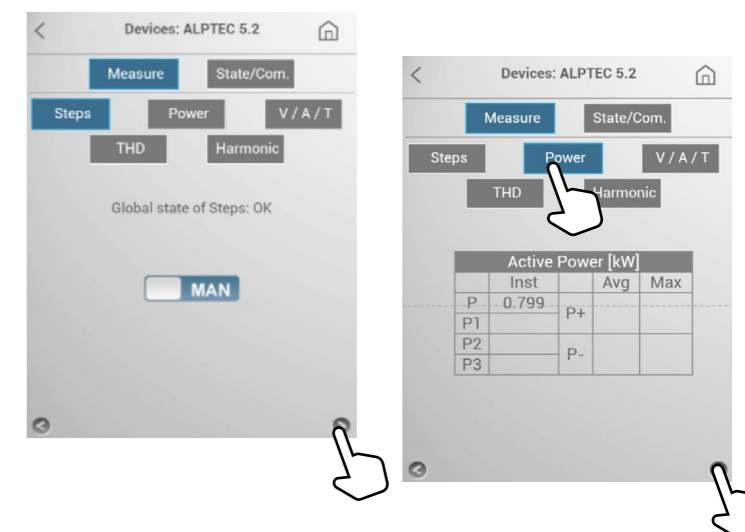 Devices: ALPTEC 5.2
Measure State/Com.
Steps Power V / A / T
THD Harmonic
Global state of Steps: OK
MAN
Devices: ALPTEC 5.2
Measure State/Com.
Steps Power V / A / T
THD Harmonic
Active Power [kW]
Inst Avg Max
P 0.799 P+
P1
P2 P-
P3